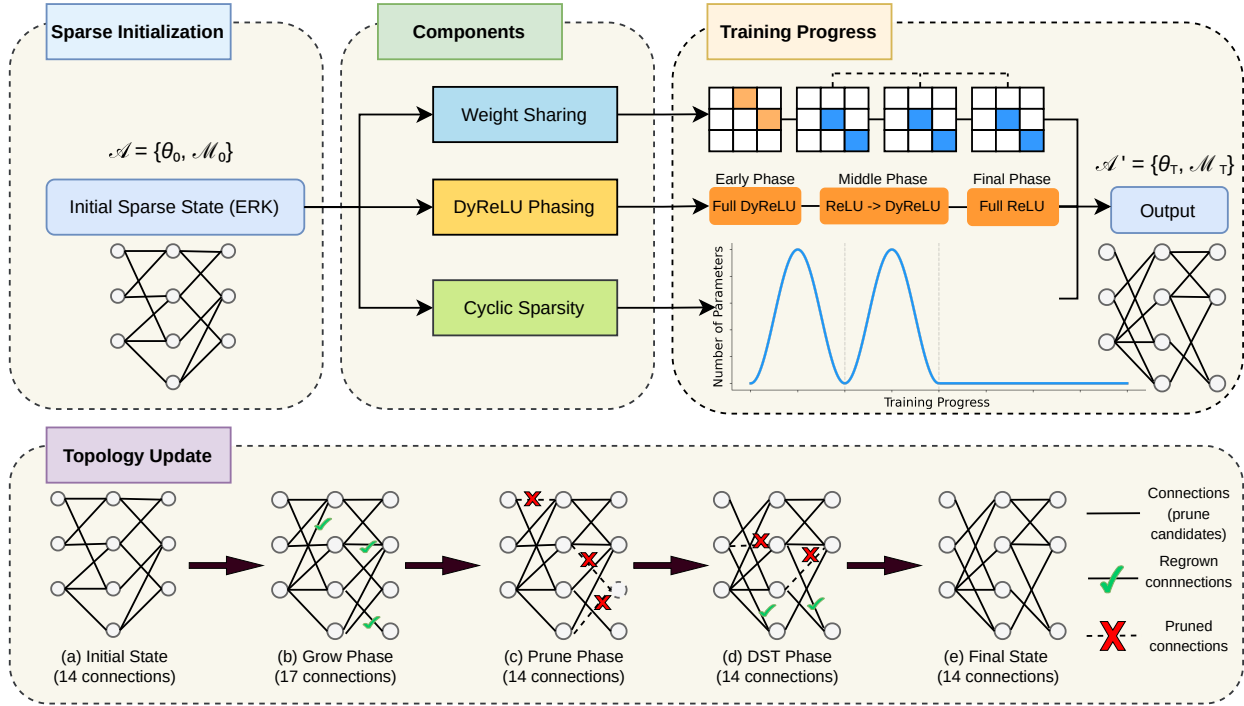 Sparse Initialization
Components
Training Progress
𝒜 = {θ₀, ℳ₀}
Initial Sparse State (ERK)
Weight Sharing
DyReLU Phasing
Cyclic Sparsity
Early Phase
Middle Phase
Final Phase
Full DyReLU
ReLU -> DyReLU
Full ReLU
Number of Parameters
Training Progress
𝒜' = {θ_T, ℳ_T}
Output
Topology Update
(a) Initial State
(14 connections)
(b) Grow Phase
(17 connections)
(c) Prune Phase
(14 connections)
(d) DST Phase
(14 connections)
(e) Final State
(14 connections)
Connections
(prune
candidates)
Regrown
connnections
Pruned
connections